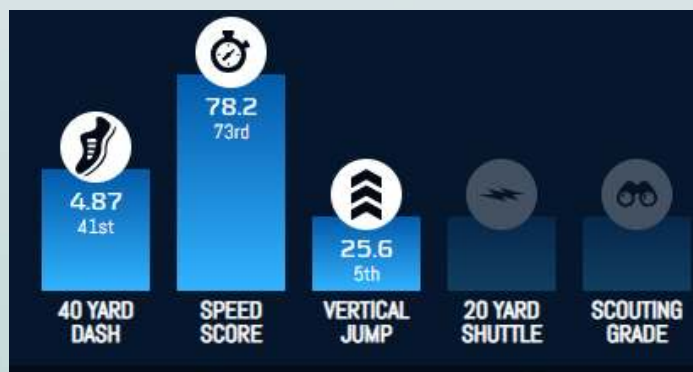 4.87
41st
78.2
73rd
25.6
5th
40 YARD
DASH
SPEED
SCORE
VERTICAL
JUMP
20 YARD
SHUTTLE
SCOUTING
GRADE